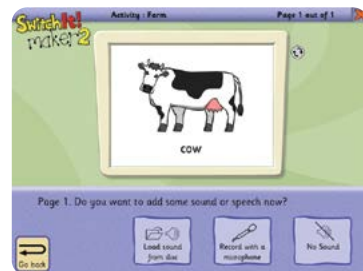 SwitchIt!
maker 2
Activity : Farm
Page 1 out of 1
cow
Page 1. Do you want to add some sound or speech now?
Go back
Load sound
from disc
Record with a
microphone
No Sound